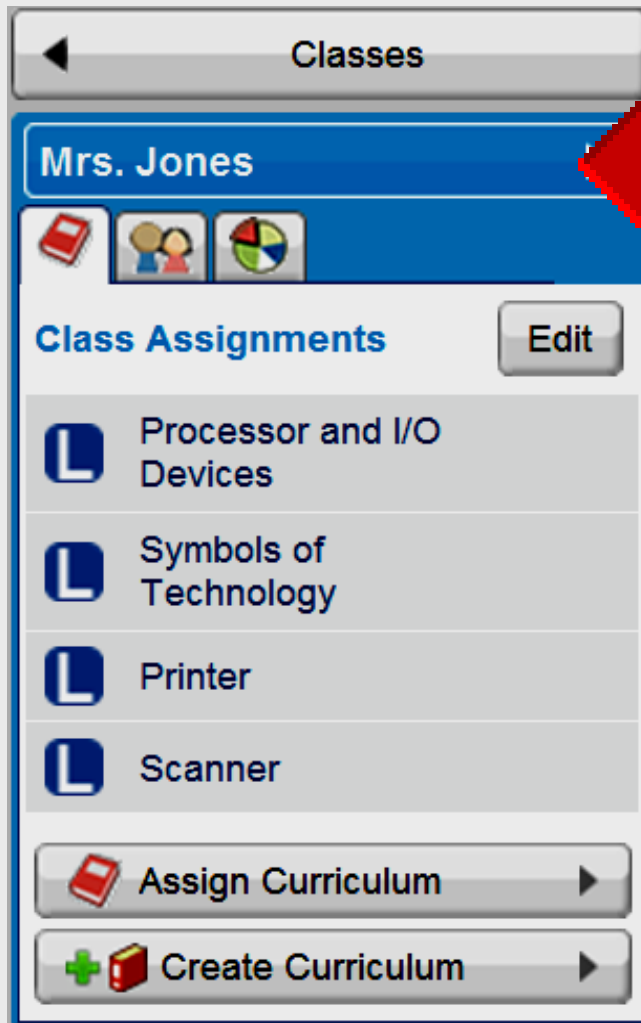 Classes
Mrs. Jones
Class Assignments
Edit
L
Processor and I/O
Devices
L
Symbols of
Technology
L
Printer
L
Scanner
Assign Curriculum
Create Curriculum